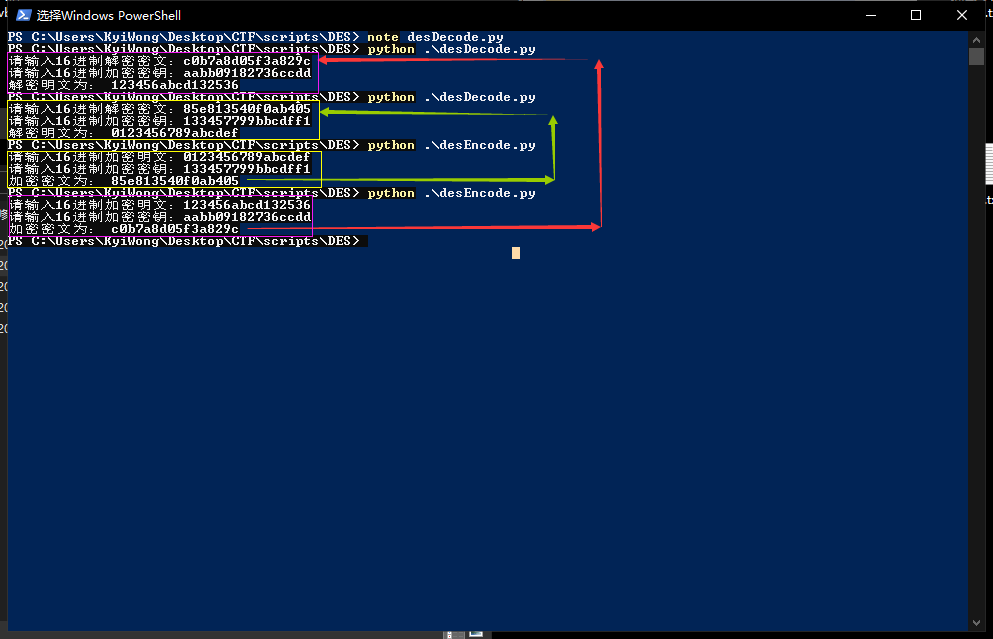 选择Windows PowerShell
PS C:\Users\KyiWong\Desktop\CTF\scripts\DES> note desDecode.py
PS C:\Users\KyiWong\Desktop\CTF\scripts\DES> python .\desDecode.py
请输入16进制解密密文：c0b7a8d05f3a829c
请输入16进制加密密钥：aabb09182736ccdd
解密明文为： 123456abcd132536
PS C:\Users\KyiWong\Desktop\CTF\scripts\DES> python .\desDecode.py
请输入16进制解密密文：85e813540f0ab405
请输入16进制加密密钥：133457799bbcdff1
解密明文为： 0123456789abcdef
PS C:\Users\KyiWong\Desktop\CTF\scripts\DES> python .\desEncode.py
请输入16进制加密明文：0123456789abcdef
请输入16进制加密密钥：133457799bbcdff1
加密密文为： 85e813540f0ab405
PS C:\Users\KyiWong\Desktop\CTF\scripts\DES> python .\desEncode.py
请输入16进制加密明文：123456abcd132536
请输入16进制加密密钥：aabb09182736ccdd
加密密文为： c0b7a8d05f3a829c
PS C:\Users\KyiWong\Desktop\CTF\scripts\DES>